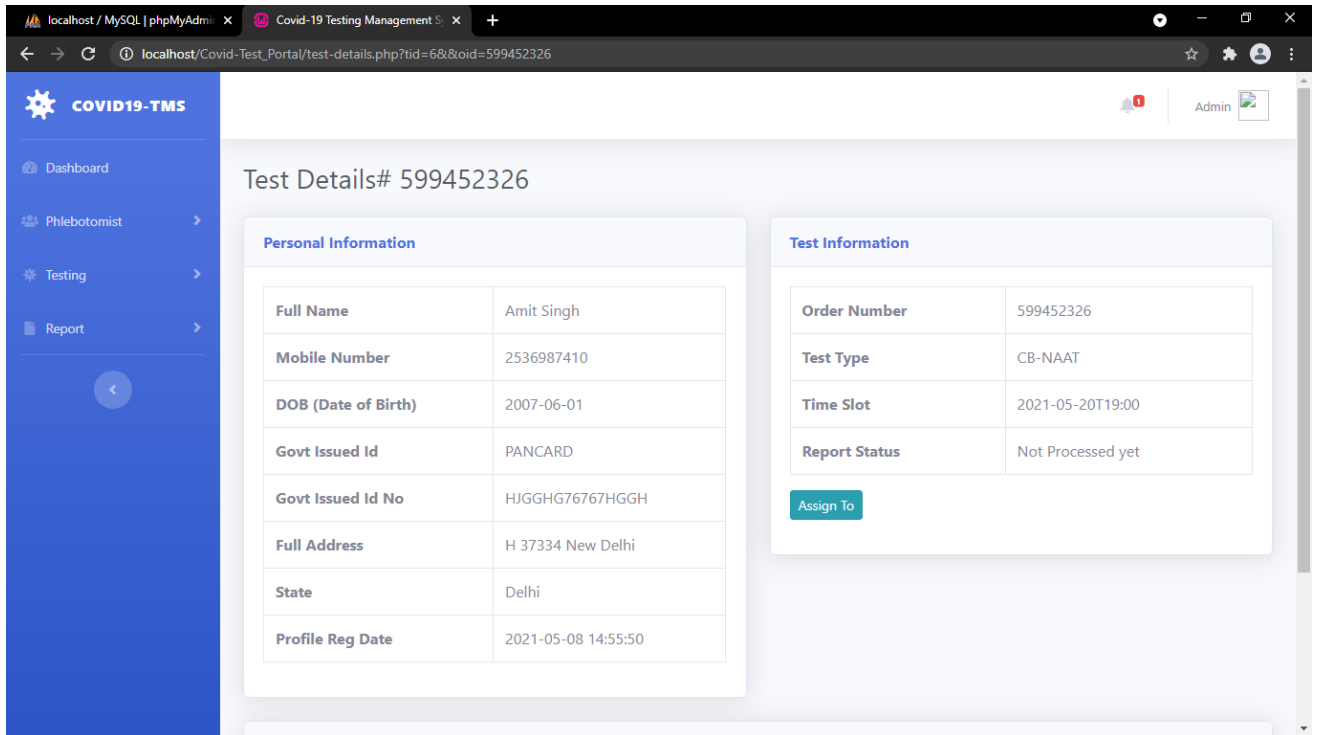 localhost / MySQL | phpMyAdmi
Covid-19 Testing Management S
localhost/Covid-Test_Portal/test-details.php?tid=6&&oid=599452326
COVID19-TMS
1
Admin
Dashboard
Phlebotomist
Testing
Report
Test Details# 599452326
Personal Information
Full Name Amit Singh
Mobile Number 2536987410
DOB (Date of Birth) 2007-06-01
Govt Issued Id PANCARD
Govt Issued Id No HJGGHG76767HGGH
Full Address H 37334 New Delhi
State Delhi
Profile Reg Date 2021-05-08 14:55:50
Test Information
Order Number 599452326
Test Type CB-NAAT
Time Slot 2021-05-20T19:00
Report Status Not Processed yet
Assign To